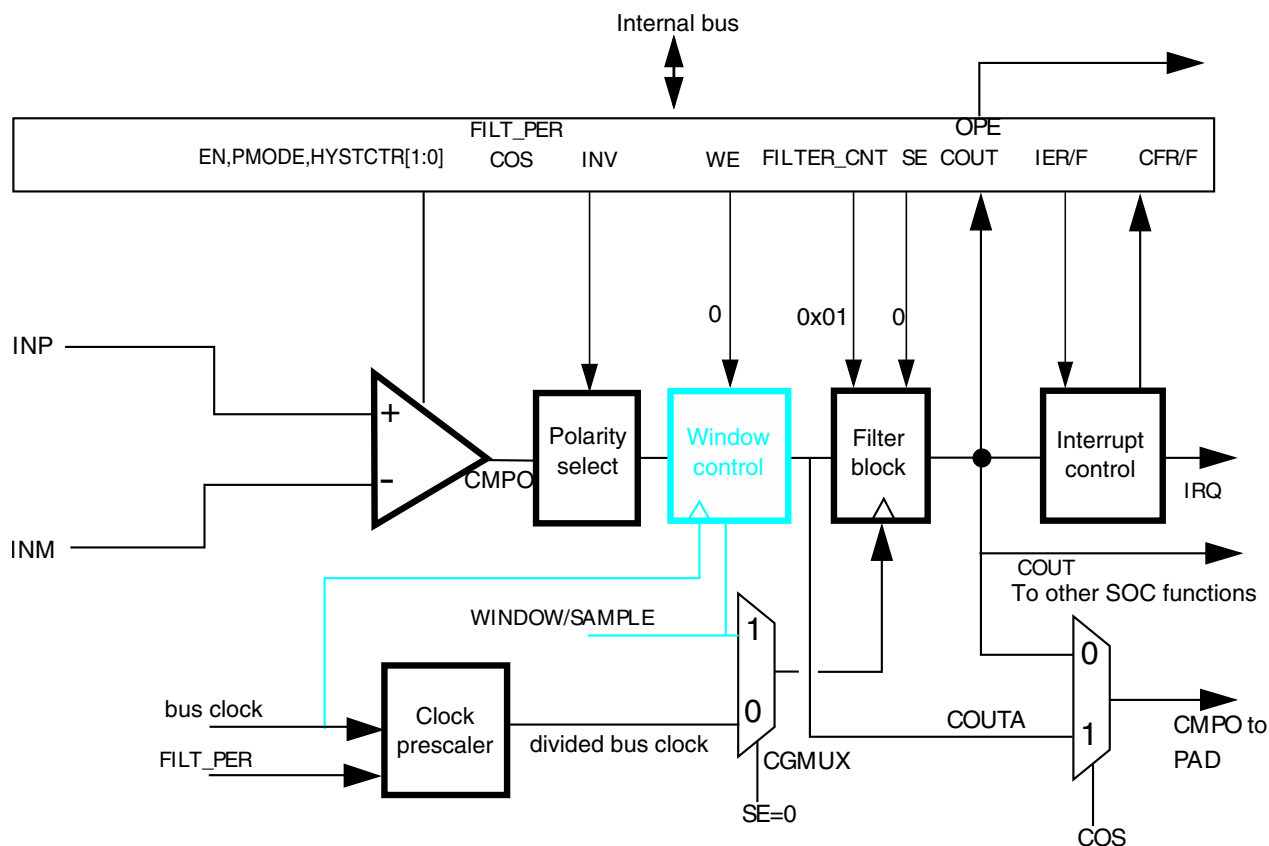 Internal bus
FILT_PER
OPE
EN,PMODE,HYSTCTR[1:0]
COS
INV
WE
FILTER_CNT
SE
COUT
IER/F
CFR/F
0
0x01
0
INP
+
-
INM
CMPO
Polarity
select
Window
control
Filter
block
Interrupt
control
IRQ
COUT
To other SOC functions
WINDOW/SAMPLE
1
0
CGMUX
SE=0
bus clock
FILT_PER
Clock
prescaler
divided bus clock
COUTA
0
1
CMPO to
PAD
COS